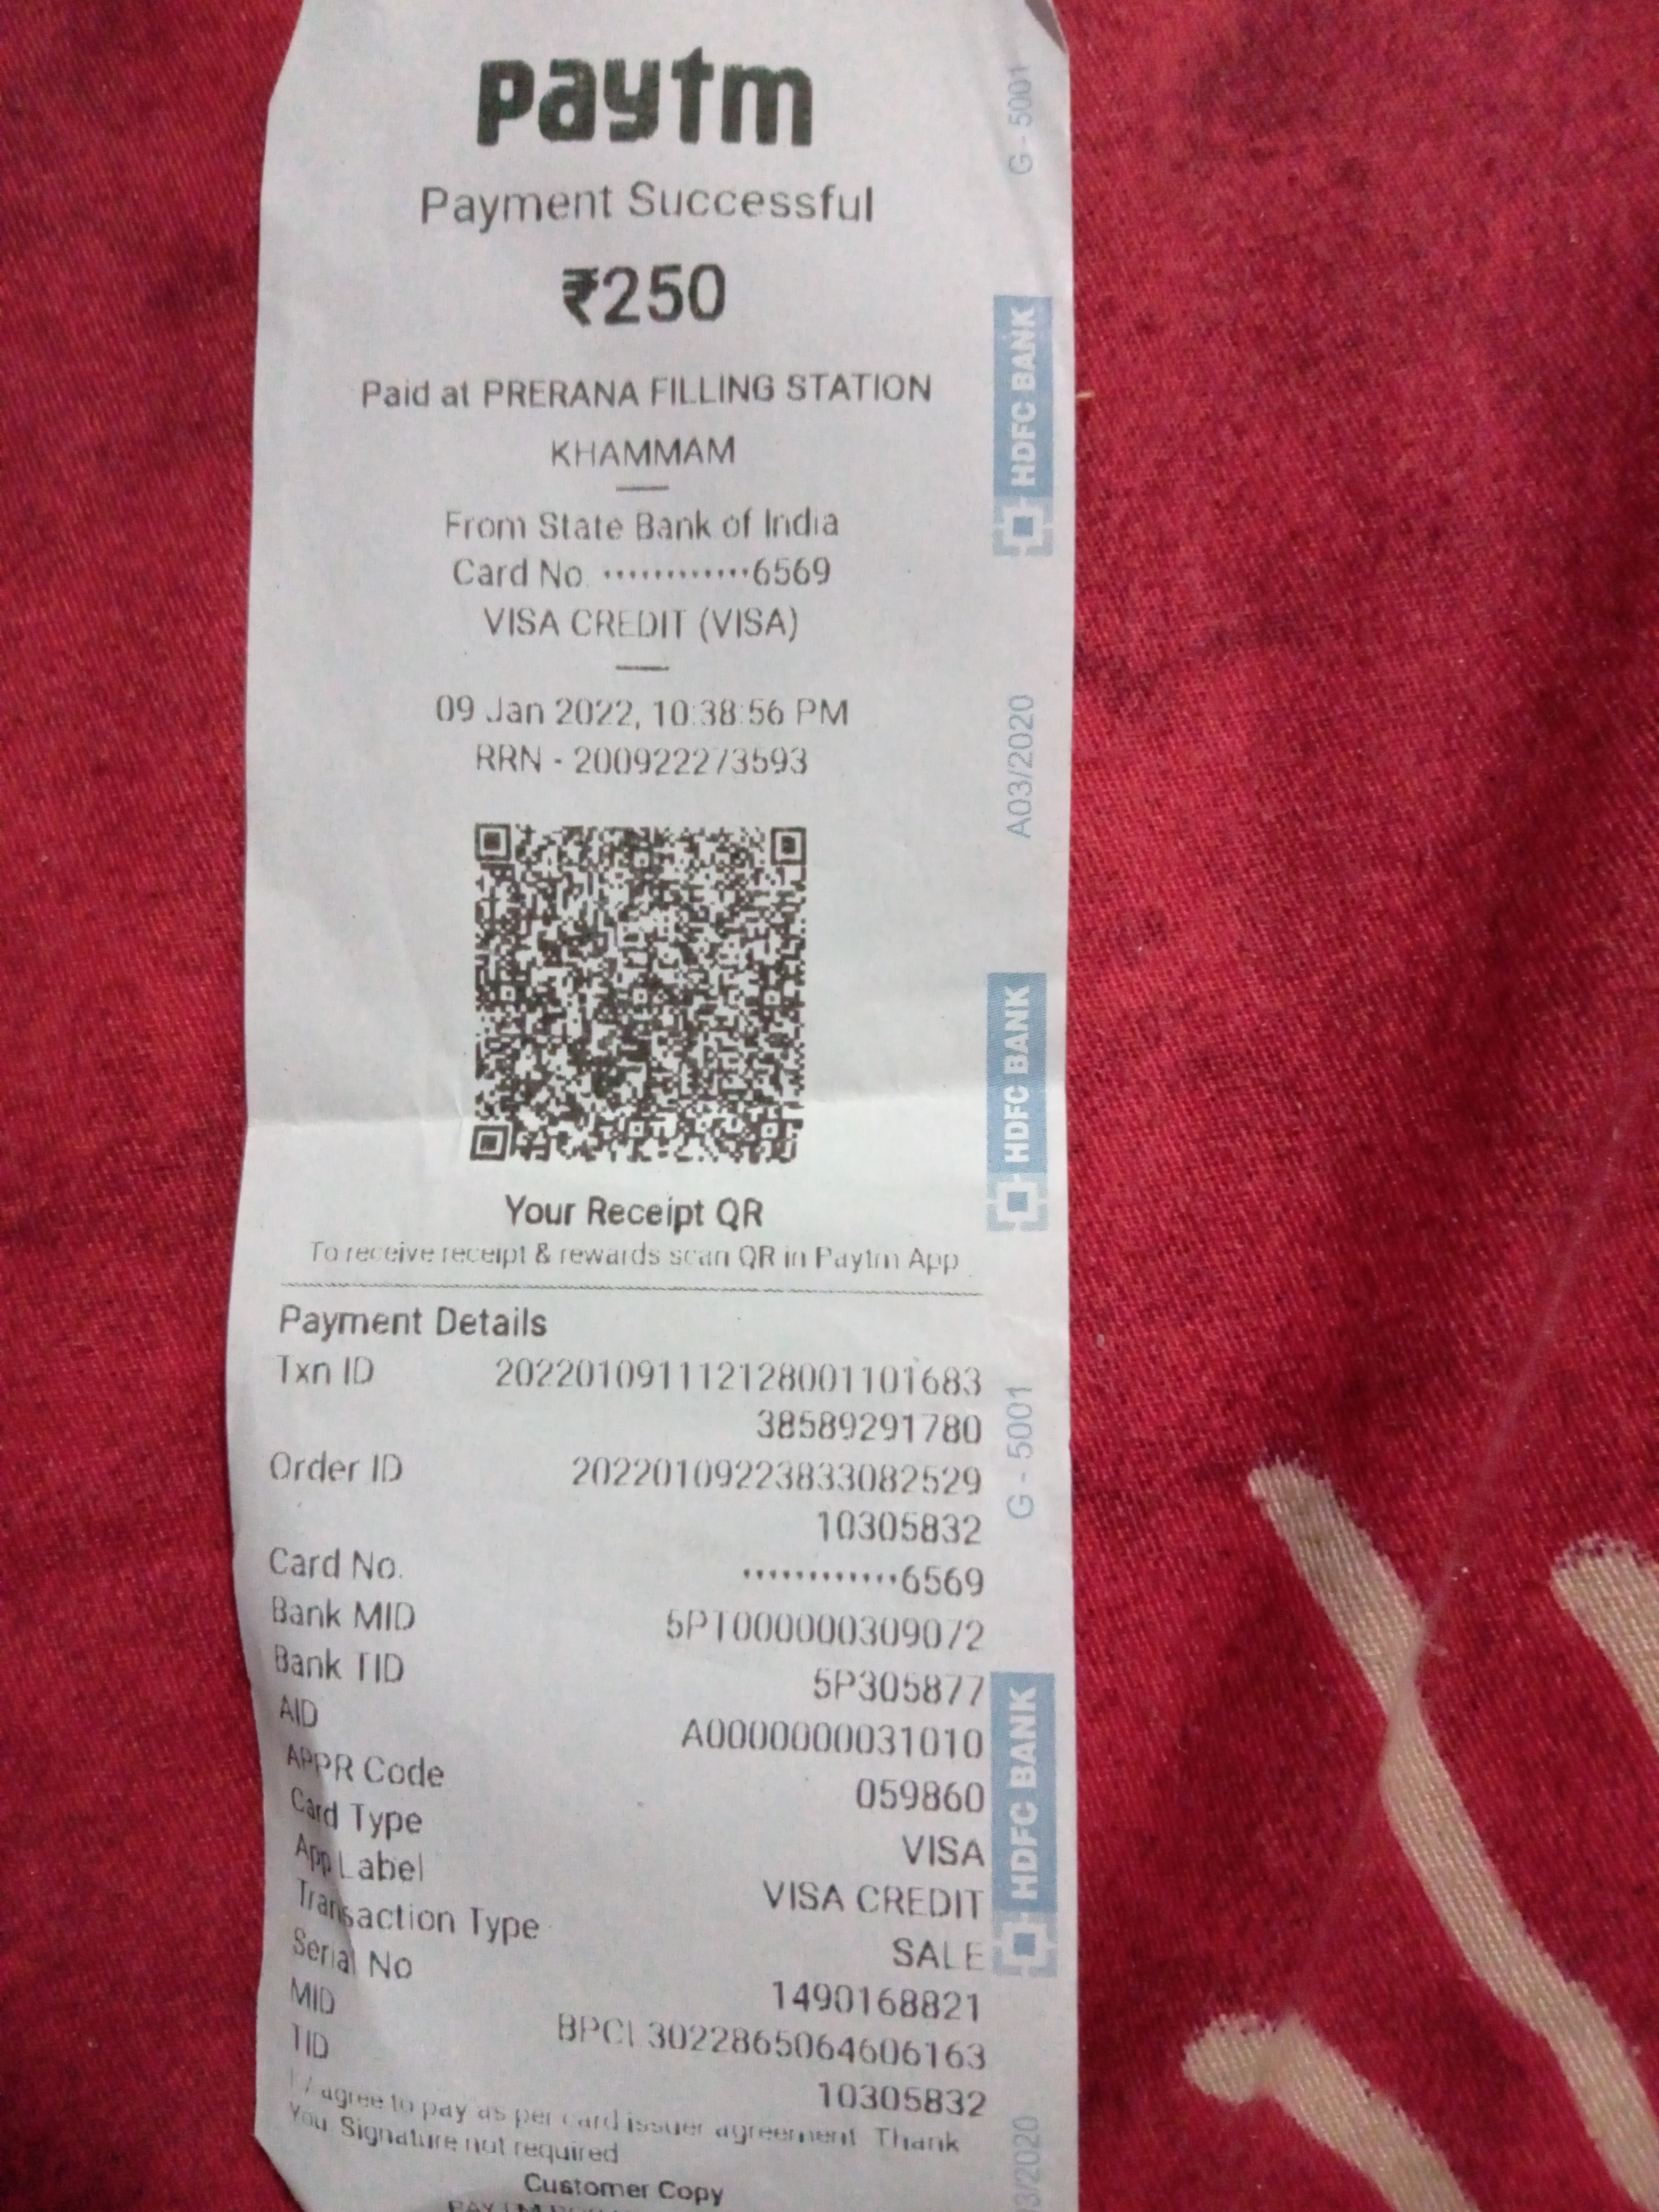 paytm
Payment Successful
₹250
Paid at PRERANA FILLING STATION
KHAMMAM
From State Bank of India
Card No. ............6569
VISA CREDIT (VISA)
09 Jan 2022, 10:38:56 PM
RRN - 200922273593
Your Receipt QR
To receive receipt & rewards scan QR in Paytm App
Payment Details
Txn ID 20220109111212800110168 3
38589291780
Order ID 20220109223833082529
10305832
Card No. ............6569
Bank MID 5PT000000309072
Bank TID 5P305877
AID A0000000031010
APPR Code 059860
Card Type VISA
App Label VISA CREDIT
Transaction Type SALE
Serial No 1490168821
MID BPCL3022865064606163
TID 10305832
I / agree to pay as per card issuer agreement Thank
You Signature not required
Customer Copy
G - 5001
HDFC BANK
A03/2020
HDFC BANK
G - 5001
HDFC BANK
03/2020